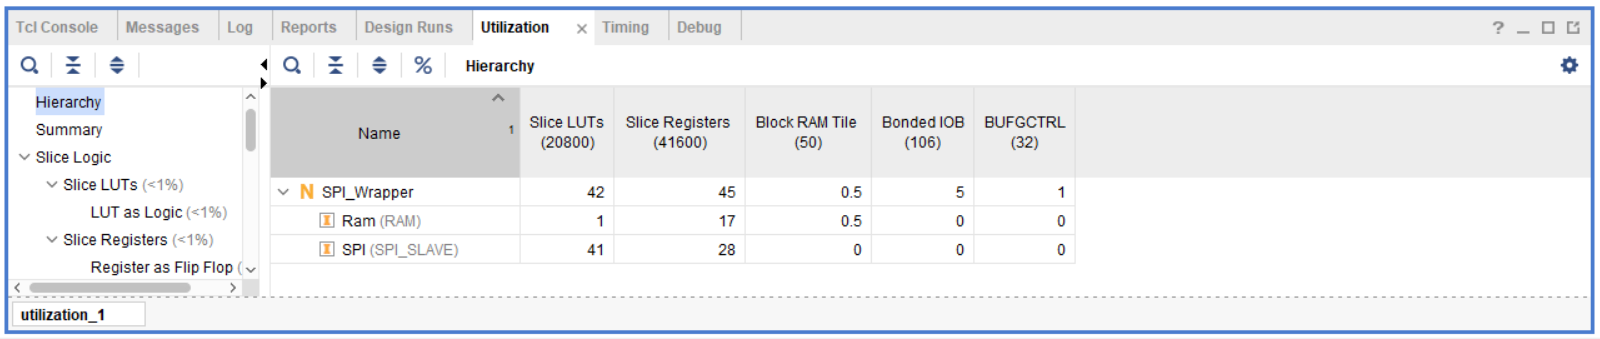 Tcl Console Messages Log Reports Design Runs Utilization × Timing Debug ? _
% Hierarchy
Hierarchy
Summary
Slice Logic
Slice LUTs (<1%)
LUT as Logic (<1%)
Slice Registers (<1%)
Register as Flip Flop (
Name 1 Slice LUTs (20800) Slice Registers (41600) Block RAM Tile (50) Bonded IOB (106) BUFGCTRL (32)
N SPI_Wrapper 42 45 0.5 5 1
I Ram (RAM) 1 17 0.5 0 0
I SPI (SPI_SLAVE) 41 28 0 0 0
utilization_1